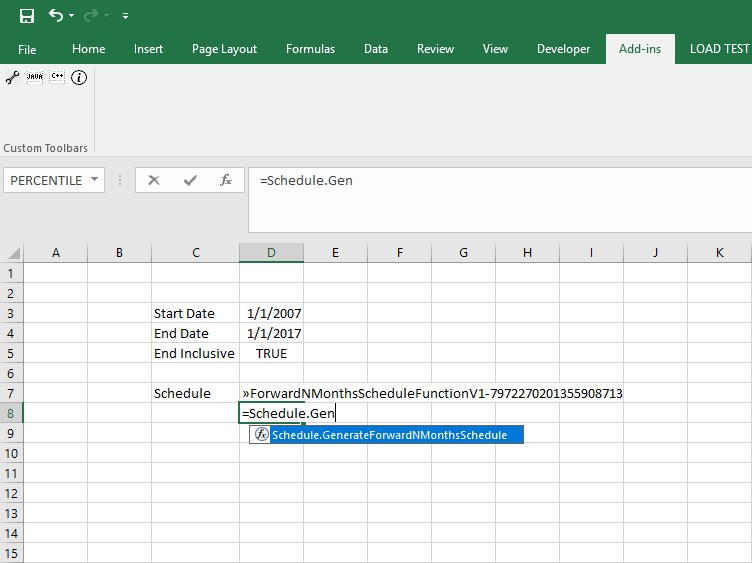 File Home Insert Page Layout Formulas Data Review View Developer Add-ins LOAD TEST
JAVA C++
Custom Toolbars
PERCENTILE fx =Schedule.Gen
A B C D E F G H I J K
1
2
3 Start Date 1/1/2007
4 End Date 1/1/2017
5 End Inclusive TRUE
6
7 Schedule »ForwardNMonthsScheduleFunctionV1-7972270201355908713
8 =Schedule.Gen
9 fx Schedule.GenerateForwardNMonthsSchedule
10
11
12
13
14
15